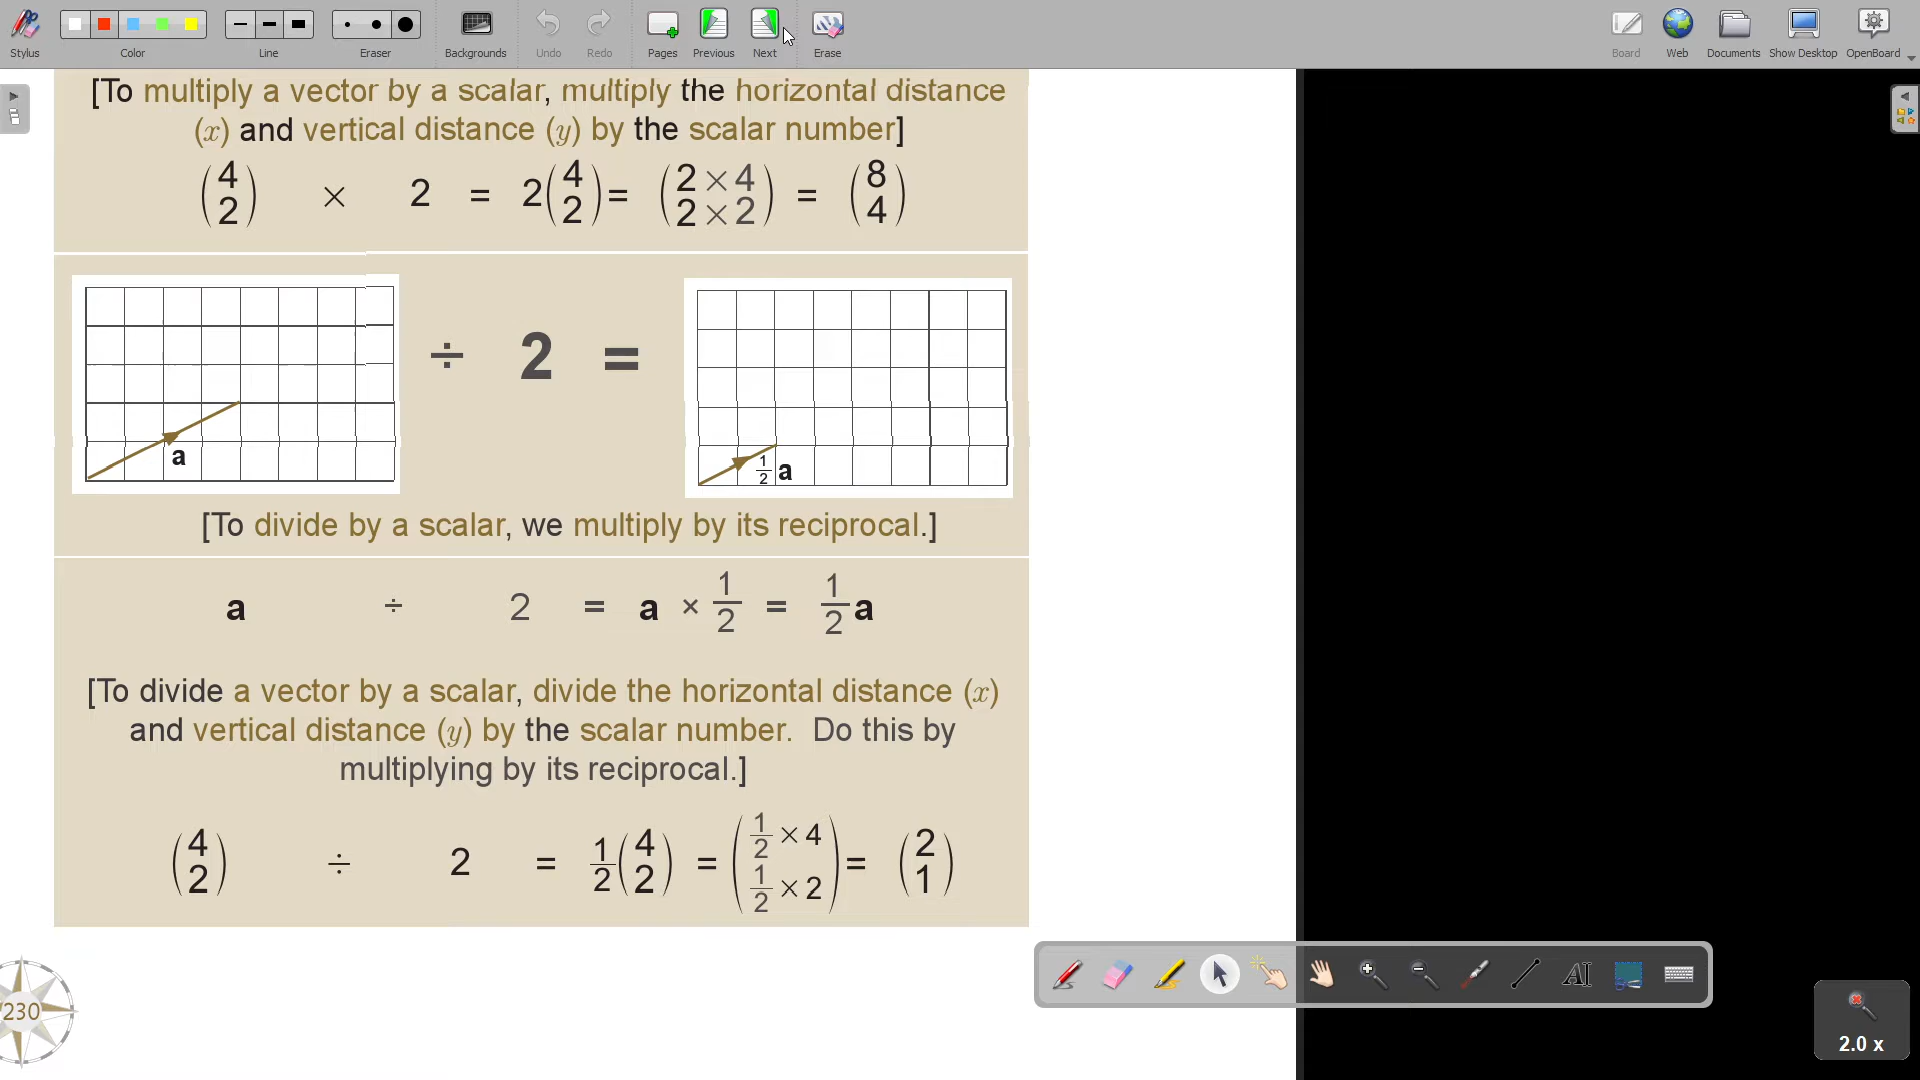 Stylus
Color
Line
Eraser
Backgrounds
Undo
Redo
Pages
Previous
Next
Erase
Board
Web
Documents
Show Desktop
OpenBoard
[To multiply a vector by a scalar, multiply the horizontal distance
(x) and vertical distance (y) by the scalar number]
(4 2) × 2 = 2(4 2) = (2 × 4 2 × 2) = (8 4)
a
÷ 2 =
1/2 a
[To divide by a scalar, we multiply by its reciprocal.]
a ÷ 2 = a × 1/2 = 1/2 a
[To divide a vector by a scalar, divide the horizontal distance (x)
and vertical distance (y) by the scalar number. Do this by
multiplying by its reciprocal.]
(4 2) ÷ 2 = 1/2 (4 2) = (1/2 × 4 1/2 × 2) = (2 1)
230
AI
2.0 x